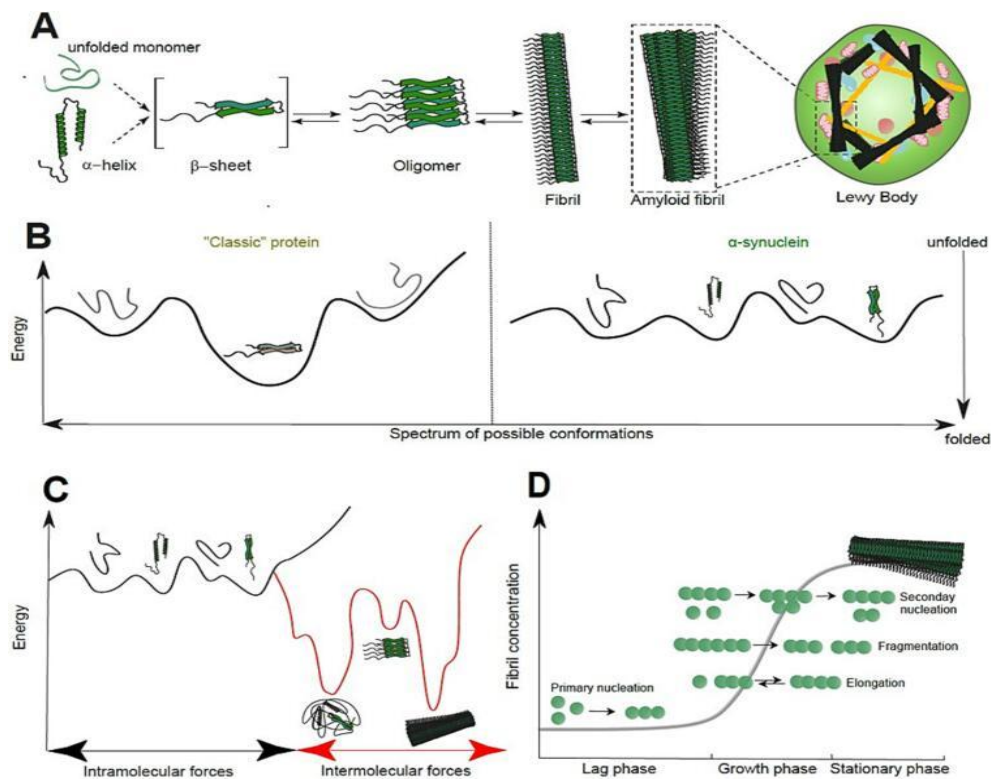 A
unfolded monomer
α-helix
β-sheet
Oligomer
Fibril
Amyloid fibril
Lewy Body
B
"Classic" protein
α-synuclein
unfolded
Energy
Spectrum of possible conformations
folded
C
Energy
Intramolecular forces
Intermolecular forces
D
Fibril concentration
Seconday
nucleation
Fragmentation
Elongation
Primary nucleation
Lag phase
Growth phase
Stationary phase